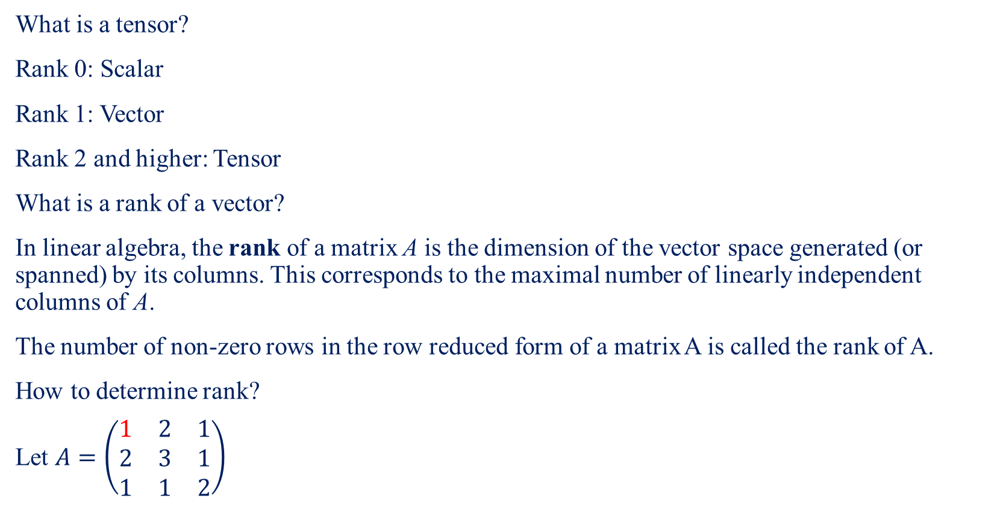 What is a tensor?
Rank 0: Scalar
Rank 1: Vector
Rank 2 and higher: Tensor
What is a rank of a vector?
In linear algebra, the rank of a matrix A is the dimension of the vector space generated (or
spanned) by its columns. This corresponds to the maximal number of linearly independent
columns of A.
The number of non-zero rows in the row reduced form of a matrix A is called the rank of A.
How to determine rank?
1 2 1
Let A = 2 3 1
1 1 2